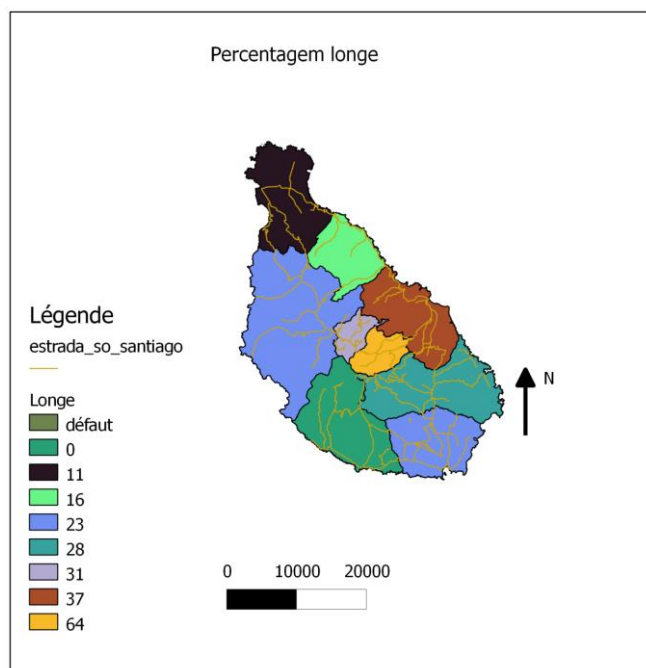 Percentagem longe
Légende
estrada_so_santiago
Longe
défaut
0
11
16
23
28
31
37
64
N
0 10000 20000